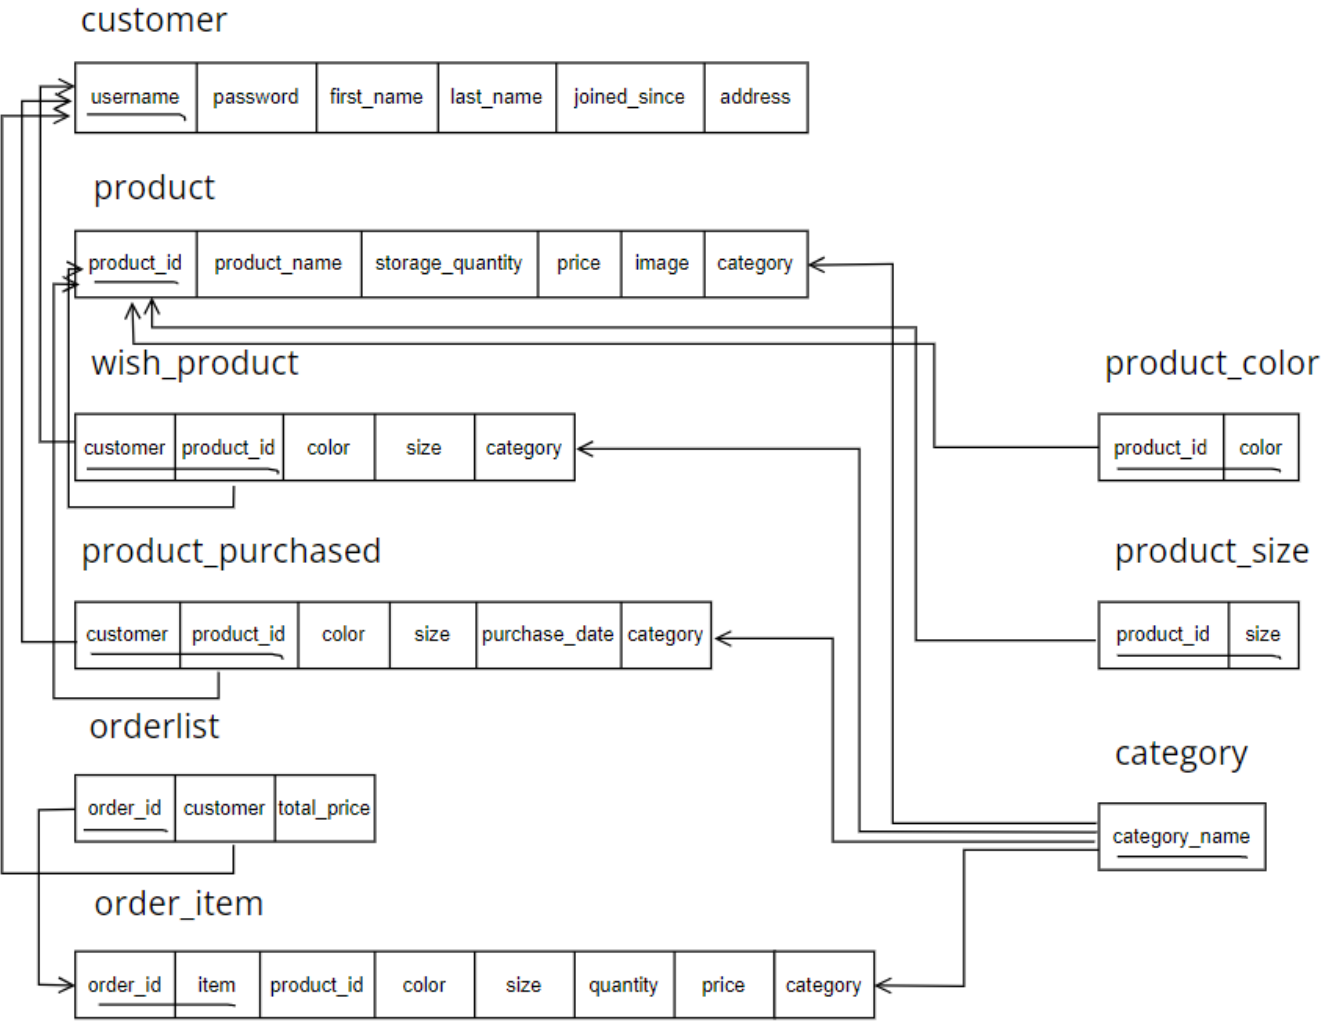 customer
username password first_name last_name joined_since address
product
product_id product_name storage_quantity price image category
wish_product
customer product_id color size category
product_color
product_id color
product_purchased
customer product_id color size purchase_date category
product_size
product_id size
orderlist
order_id customer total_price
category
category_name
order_item
order_id item product_id color size quantity price category